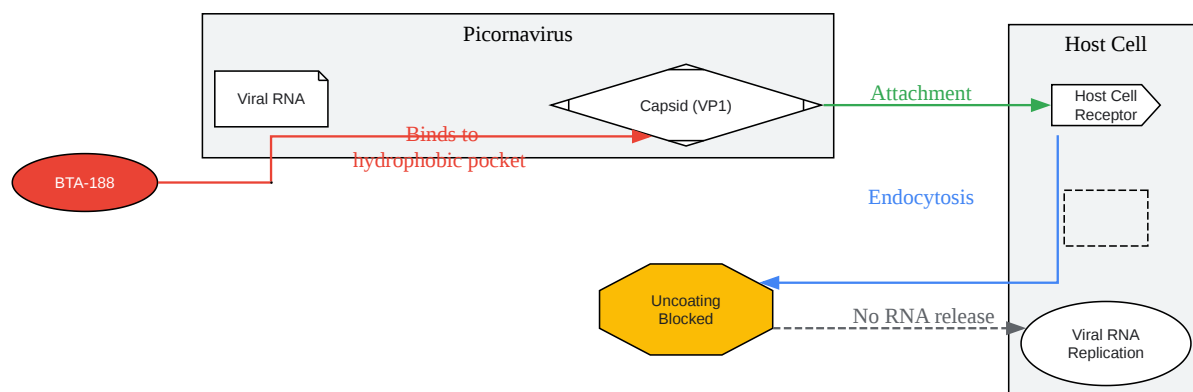 Picornavirus
Host Cell
Viral RNA
Capsid (VP1)
Attachment
Host Cell
Receptor
Binds to
hydrophobic pocket
BTA-188
Endocytosis
Uncoating
Blocked
No RNA release
Viral RNA
Replication